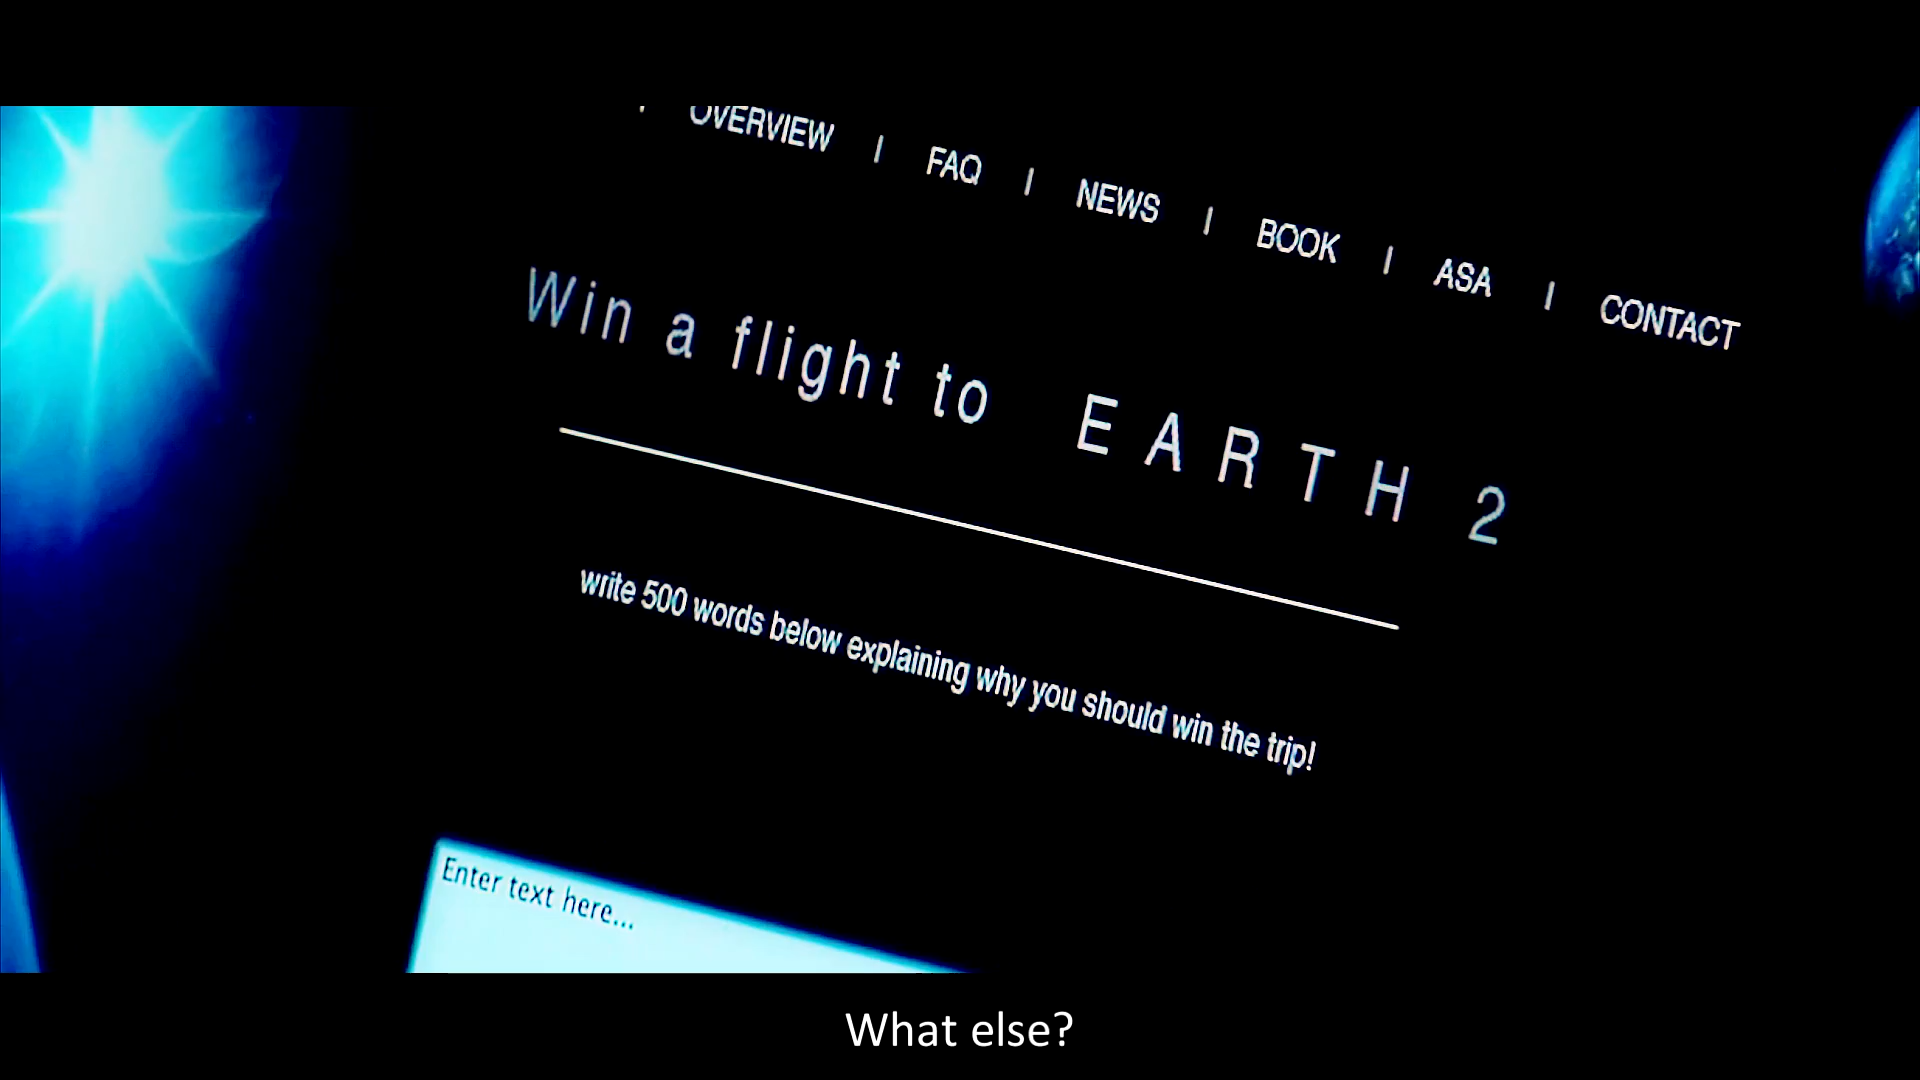 OVERVIEW | FAQ | NEWS | BOOK | ASA | CONTACT
Win a flight to EARTH 2
write 500 words below explaining why you should win the trip!
Enter text here...
What else?